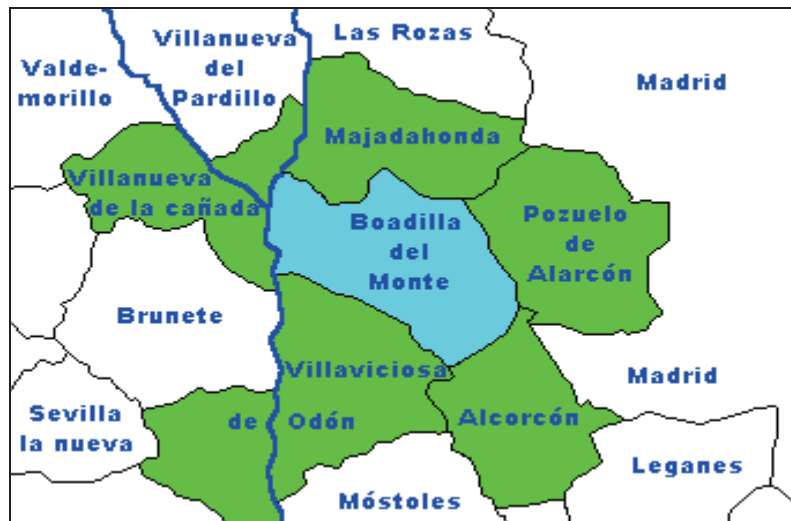 Villanueva
del
Pardillo
Las Rozas
Valde-
morillo
Madrid
Majadahonda
Villanueva
de la cañada
Boadilla
del
Monte
Pozuelo
de
Alarcón
Brunete
Villaviciosa
de Odón
Madrid
Sevilla
la nueva
Alcorcón
Leganes
Móstoles